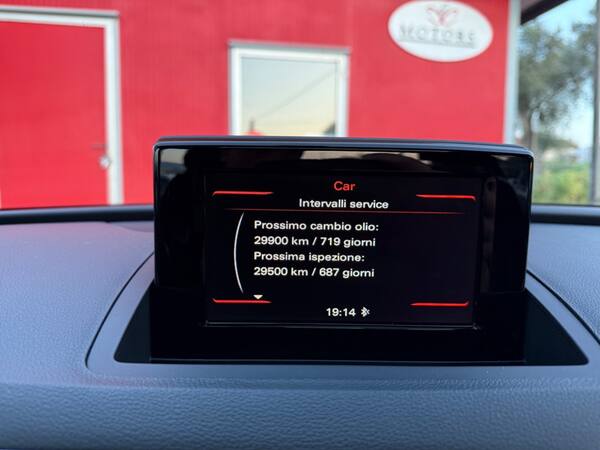 MOTORS
Car
Intervalli service
Prossimo cambio olio:
29900 km / 719 giorni
Prossima ispezione:
29500 km / 687 giorni
19:14